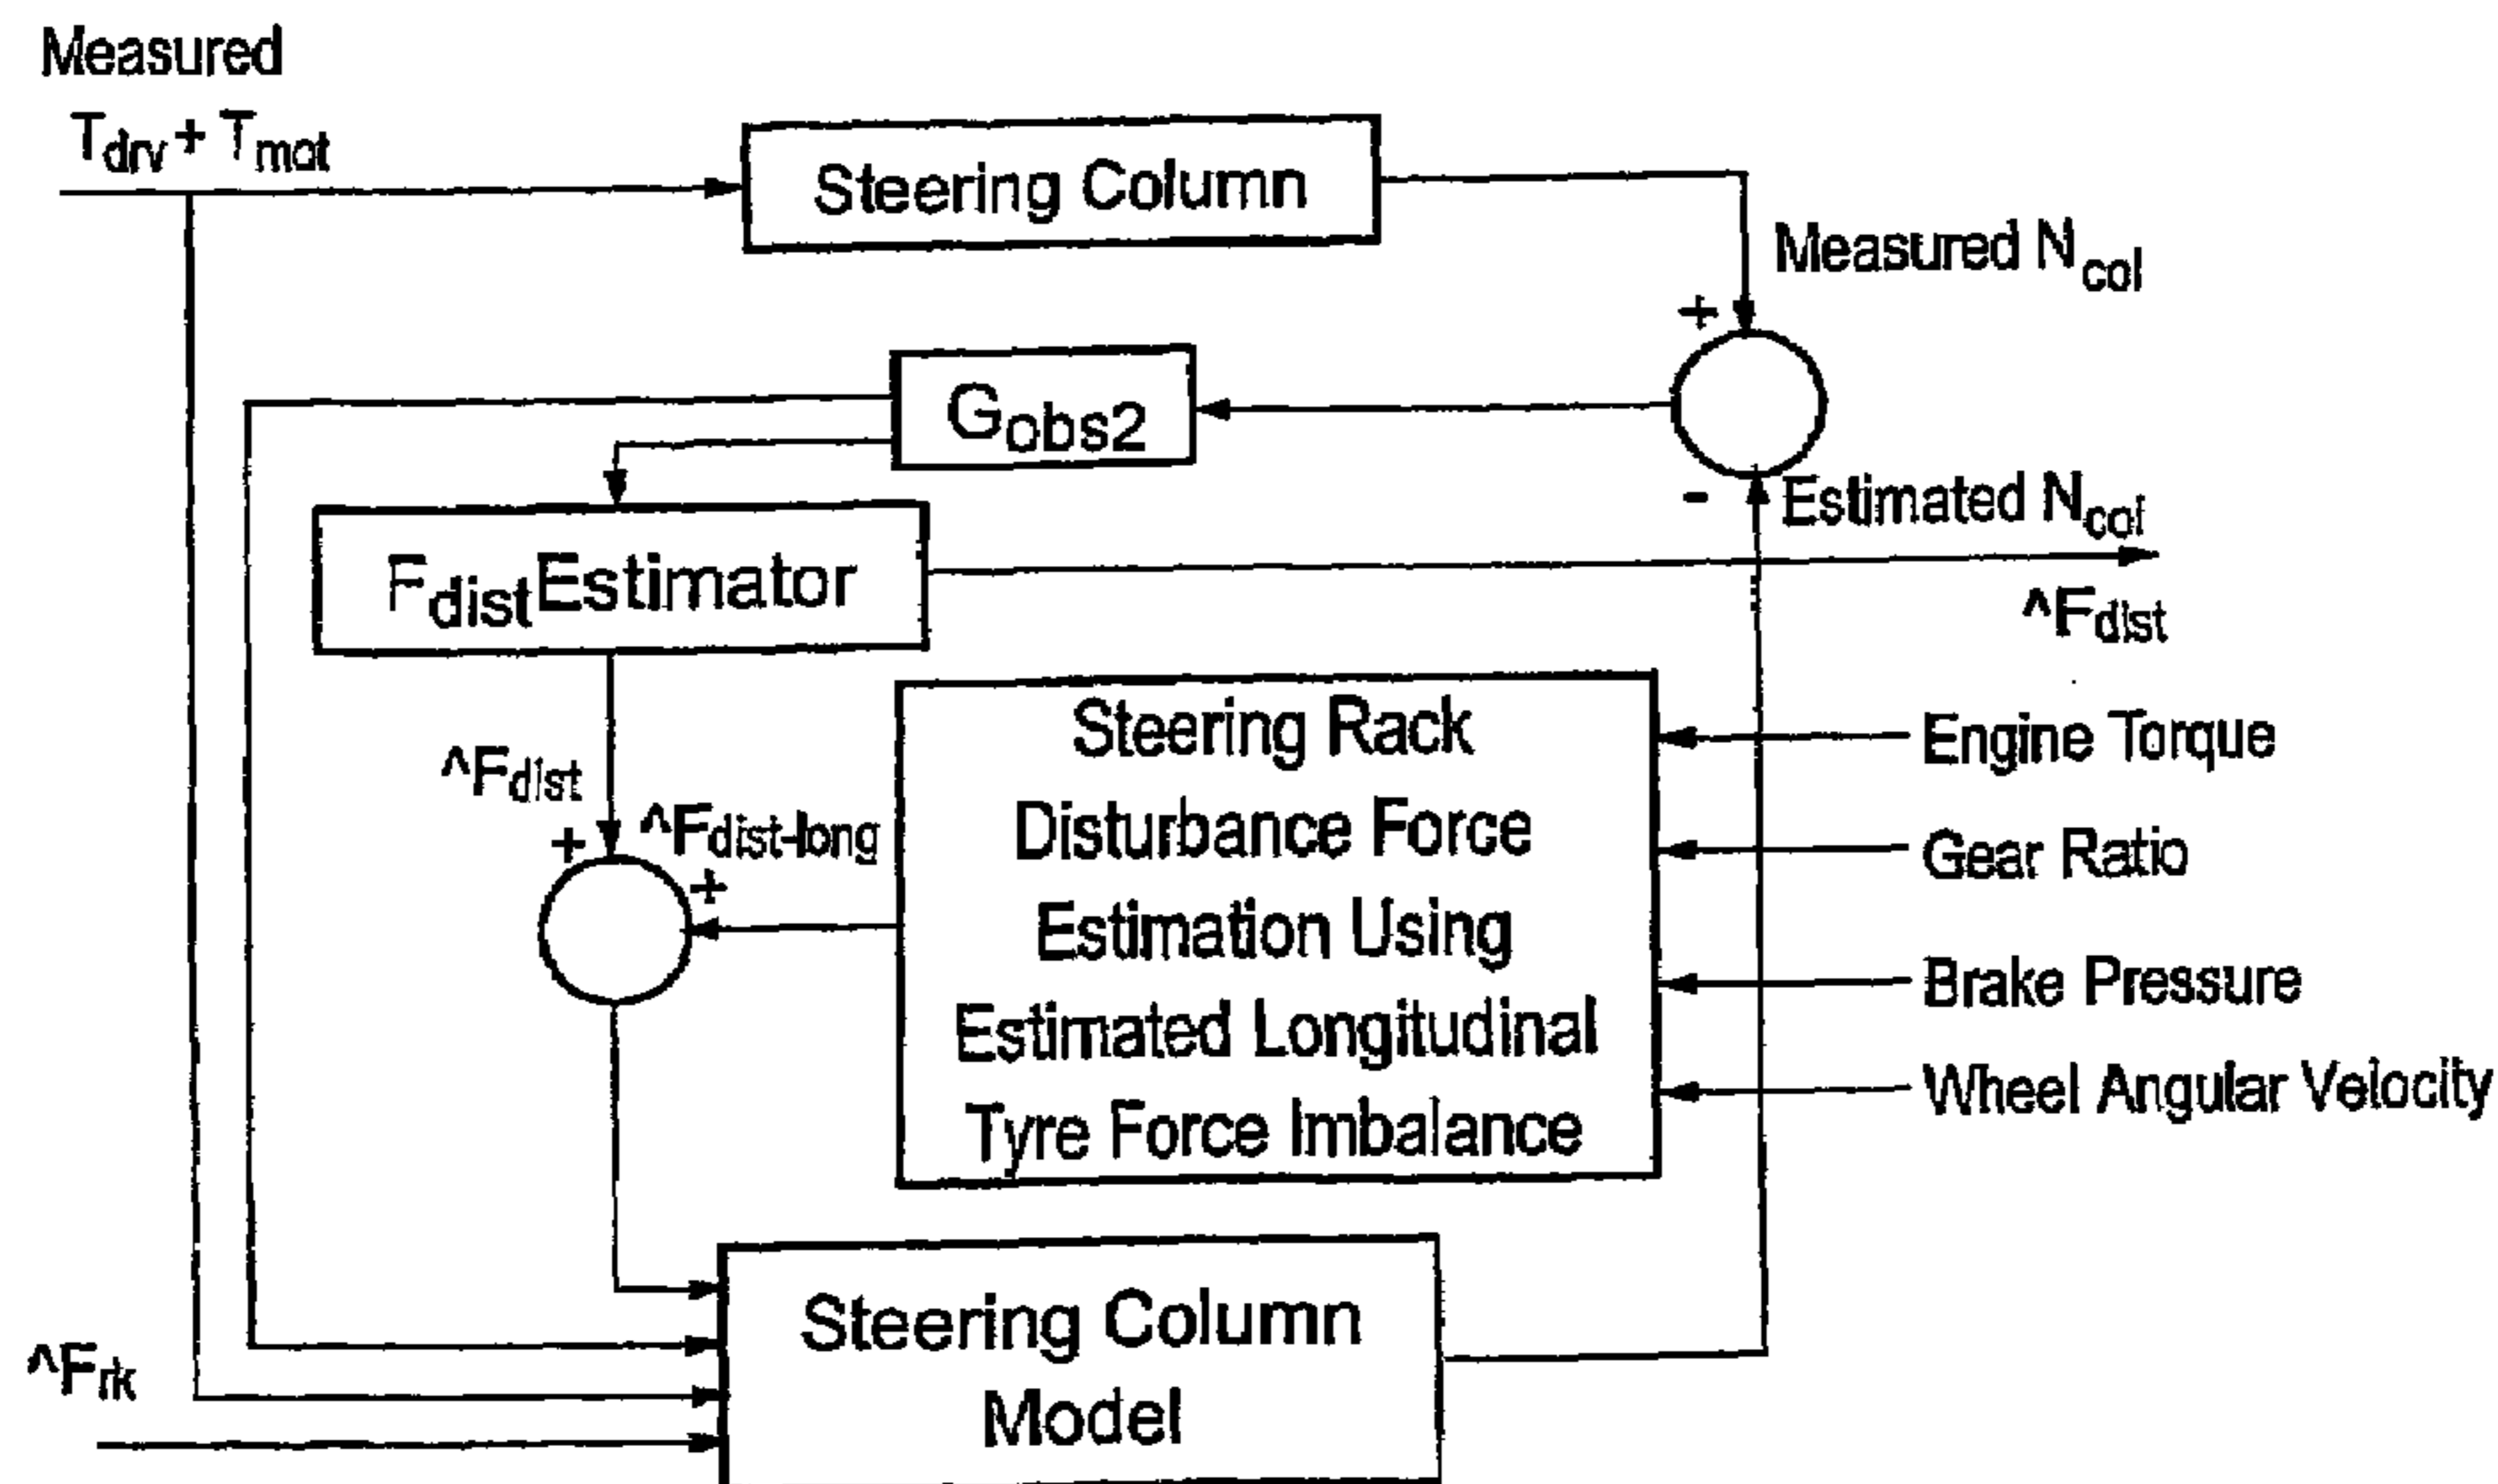 Measured
Tdrv + Tmot
Steering Column
Measured Ncol
+
Gobs2
-
Estimated Ncol
FdistEstimator
^Fdist
Steering Rack
Disturbance Force
Estimation Using
Estimated Longitudinal
Tyre Force Imbalance
Engine Torque
Gear Ratio
Brake Pressure
Wheel Angular Velocity
^Fdist
+
^Fdist-long
+
Steering Column
Model
^Frk